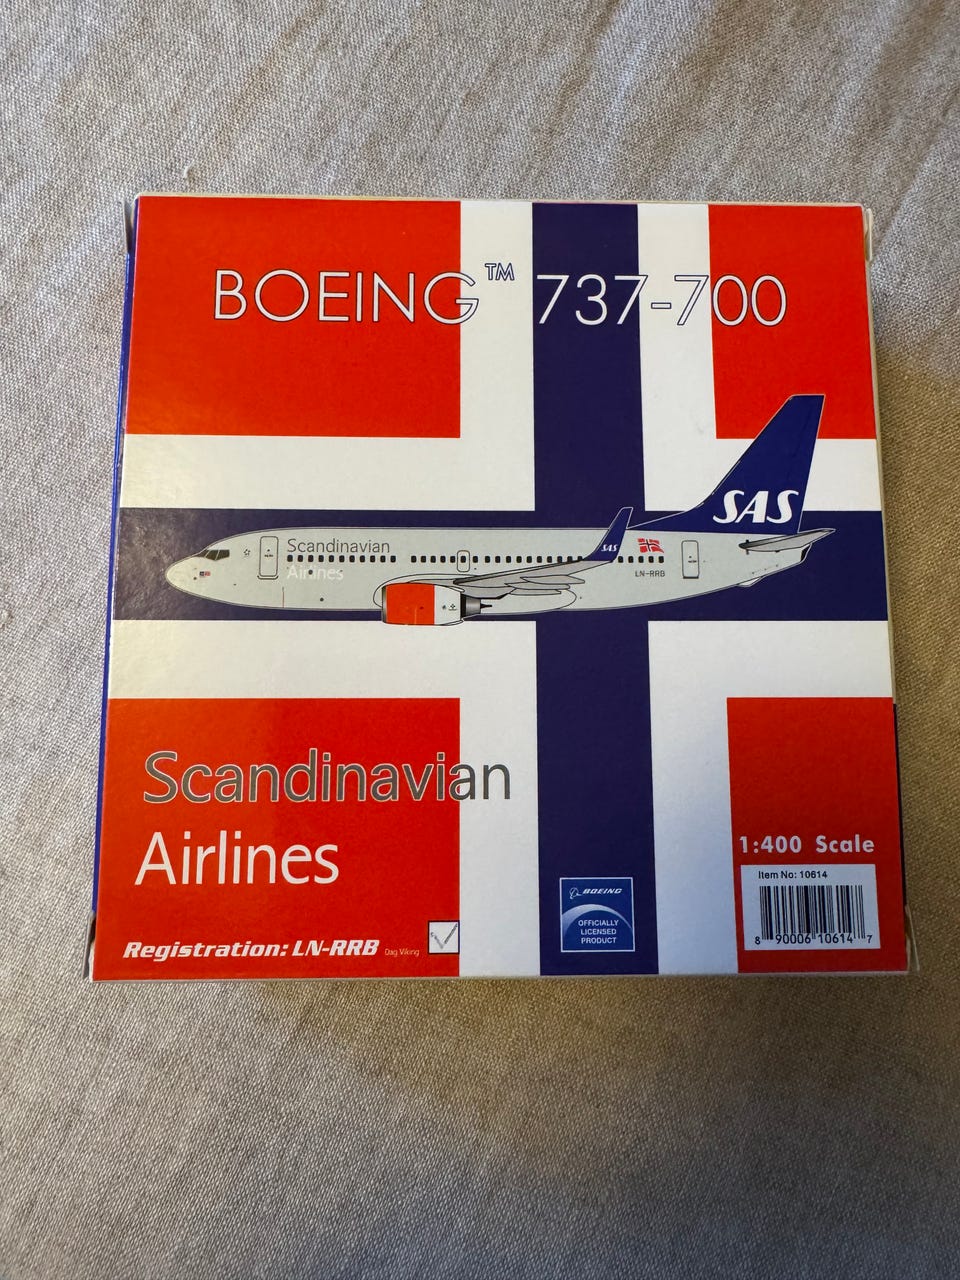 BOEING™ 737-700
SAS
Scandinavian
Airlines
SAS
LN-RRB
Scandinavian
Airlines
1:400 Scale
Item No: 10614
BOEING
OFFICIALLY
LICENSED
PRODUCT
8 90006 10614 7
Registration: LN-RRB Dag Viking